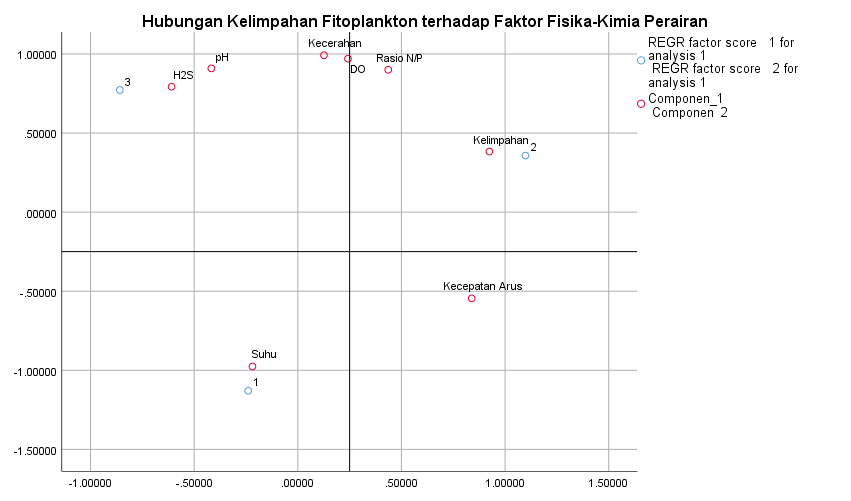 Hubungan Kelimpahan Fitoplankton terhadap Faktor Fisika-Kimia Perairan
REGR factor score   1 for
analysis 1
REGR factor score   2 for
analysis 1
Componen_1
Componen_2
1.00000
.50000
.00000
-.50000
-1.00000
-1.50000
3
H2S
pH
Kecerahan
DO
Rasio N/P
Kelimpahan
2
Kecepatan Arus
Suhu
1
-1.00000
-.50000
.00000
.50000
1.00000
1.50000